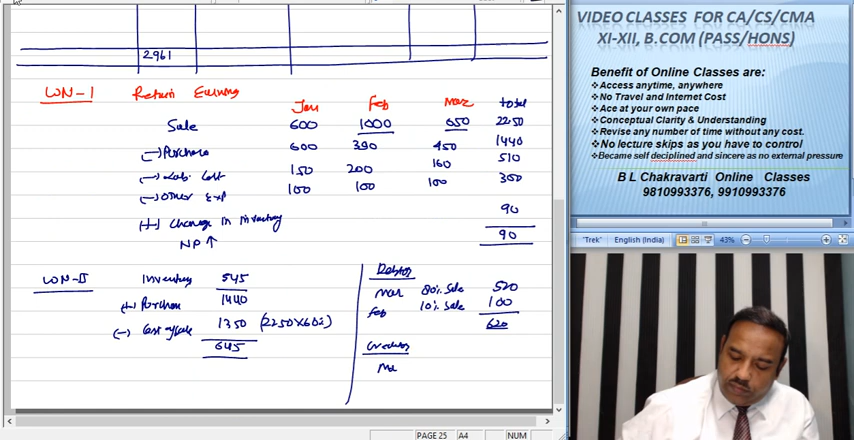 2961
WN-I Return Earning
Jan Feb Mar total
Sale 600 1000 650 2250
(-) Purchase 600 390 450 1440
(-) Lab. Cost 150 200 160 510
(-) Other Exp 100 100 100 300
(+) Change in inventory 90
NP ↑ 90
WN-II Inventory 545
(+) Purchase 1440
(-) Cost of sale 1350 (2250x60%)
645
Debtor
Mar 80% Sale 520
Feb 10% Sale 100
620
Creditor
Ma
PAGE 25 A4 NUM
VIDEO CLASSES FOR CA/CS/CMA
XI-XII, B.COM (PASS/HONS)
Benefit of Online Classes are:
❖Access anytime, anywhere
❖No Travel and Internet Cost
❖Ace at your own pace
❖Conceptual Clarity & Understanding
❖Revise any number of time without any cost.
❖No lecture skips as you have to control
❖Became self deciplined and sincere as no external pressure
B L Chakravarti Online Classes
9810993376, 9910993376
"Trek" English (India) 43%